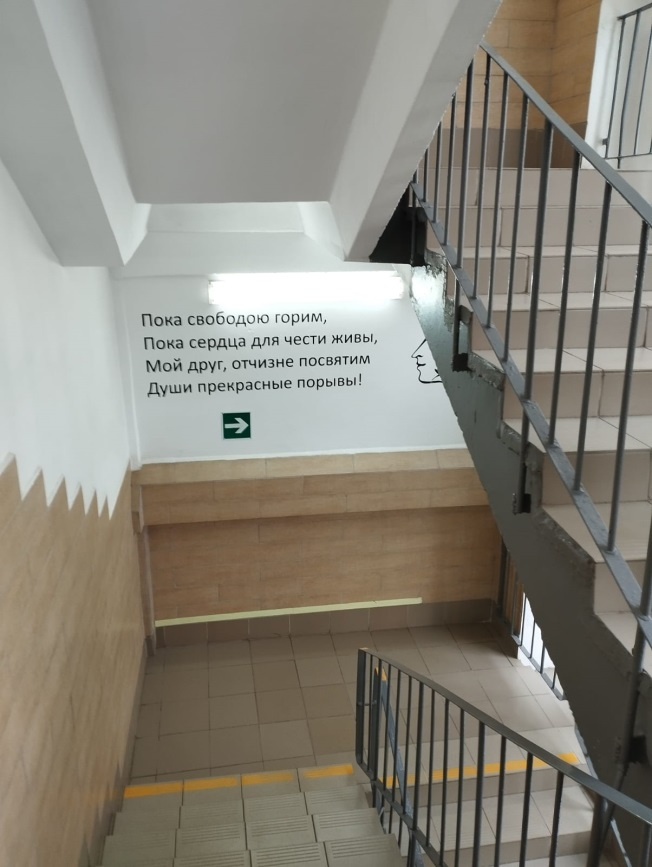 Пока свободою горим,
Пока сердца для чести живы,
Мой друг, отчизне посвятим
Души прекрасные порывы!